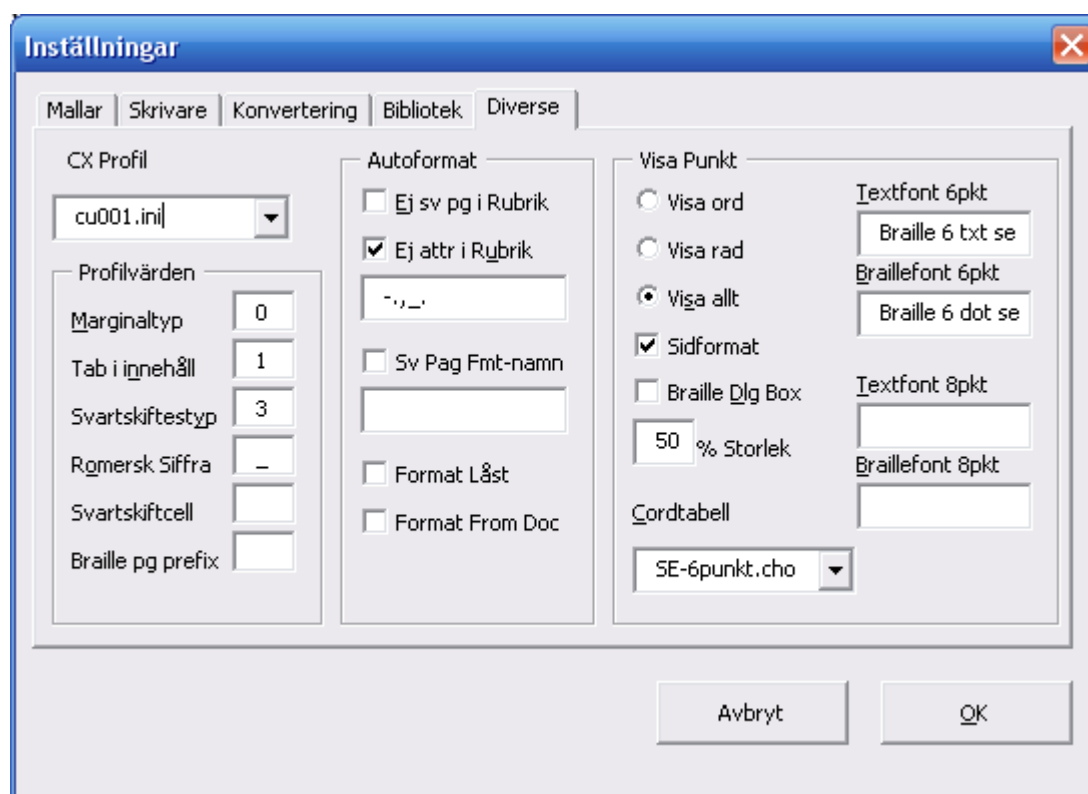 Inställningar
Mallar Skrivare Konvertering Bibliotek Diverse
CX Profil
cu001.ini
Profilvärden
Marginaltyp 0
Tab i innehåll 1
Svartskiftestyp 3
Romersk Siffra _
Svartskiftcell
Braille pg prefix
Autoformat
Ej sv pg i Rubrik
Ej attr i Rubrik
Sv Pag Fmt-namn
Format Låst
Format From Doc
Visa Punkt
Visa ord
Visa rad
Visa allt
Sidformat
Braille Dlg Box
50 % Storlek
Cordtabell
SE-6punkt.cho
Textfont 6pkt
Braille 6 txt se
Braillefont 6pkt
Braille 6 dot se
Textfont 8pkt
Braillefont 8pkt
Avbryt OK